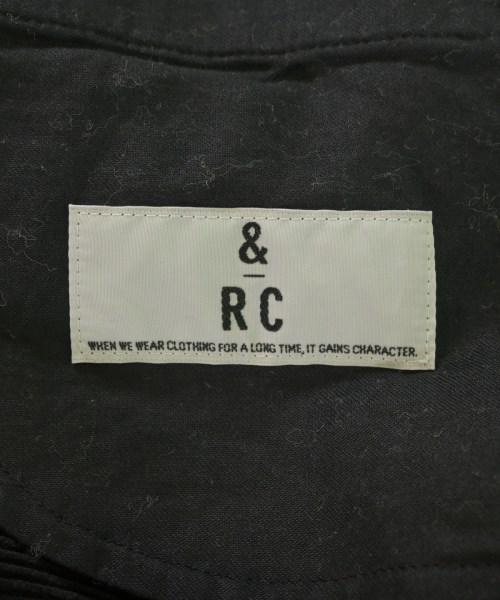 &
RC
WHEN WE WEAR CLOTHING FOR A LONG TIME, IT GAINS CHARACTER.